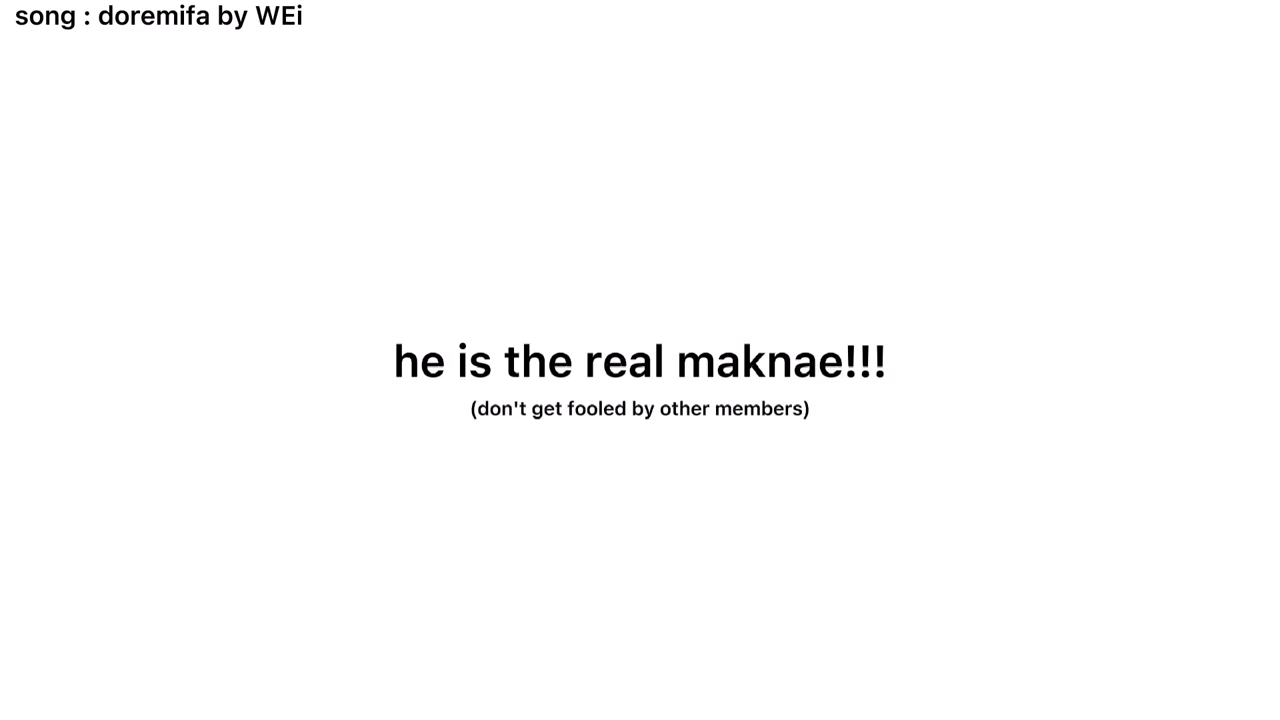 song : doremifa by WEi
he is the real maknae!!!
(don't get fooled by other members)